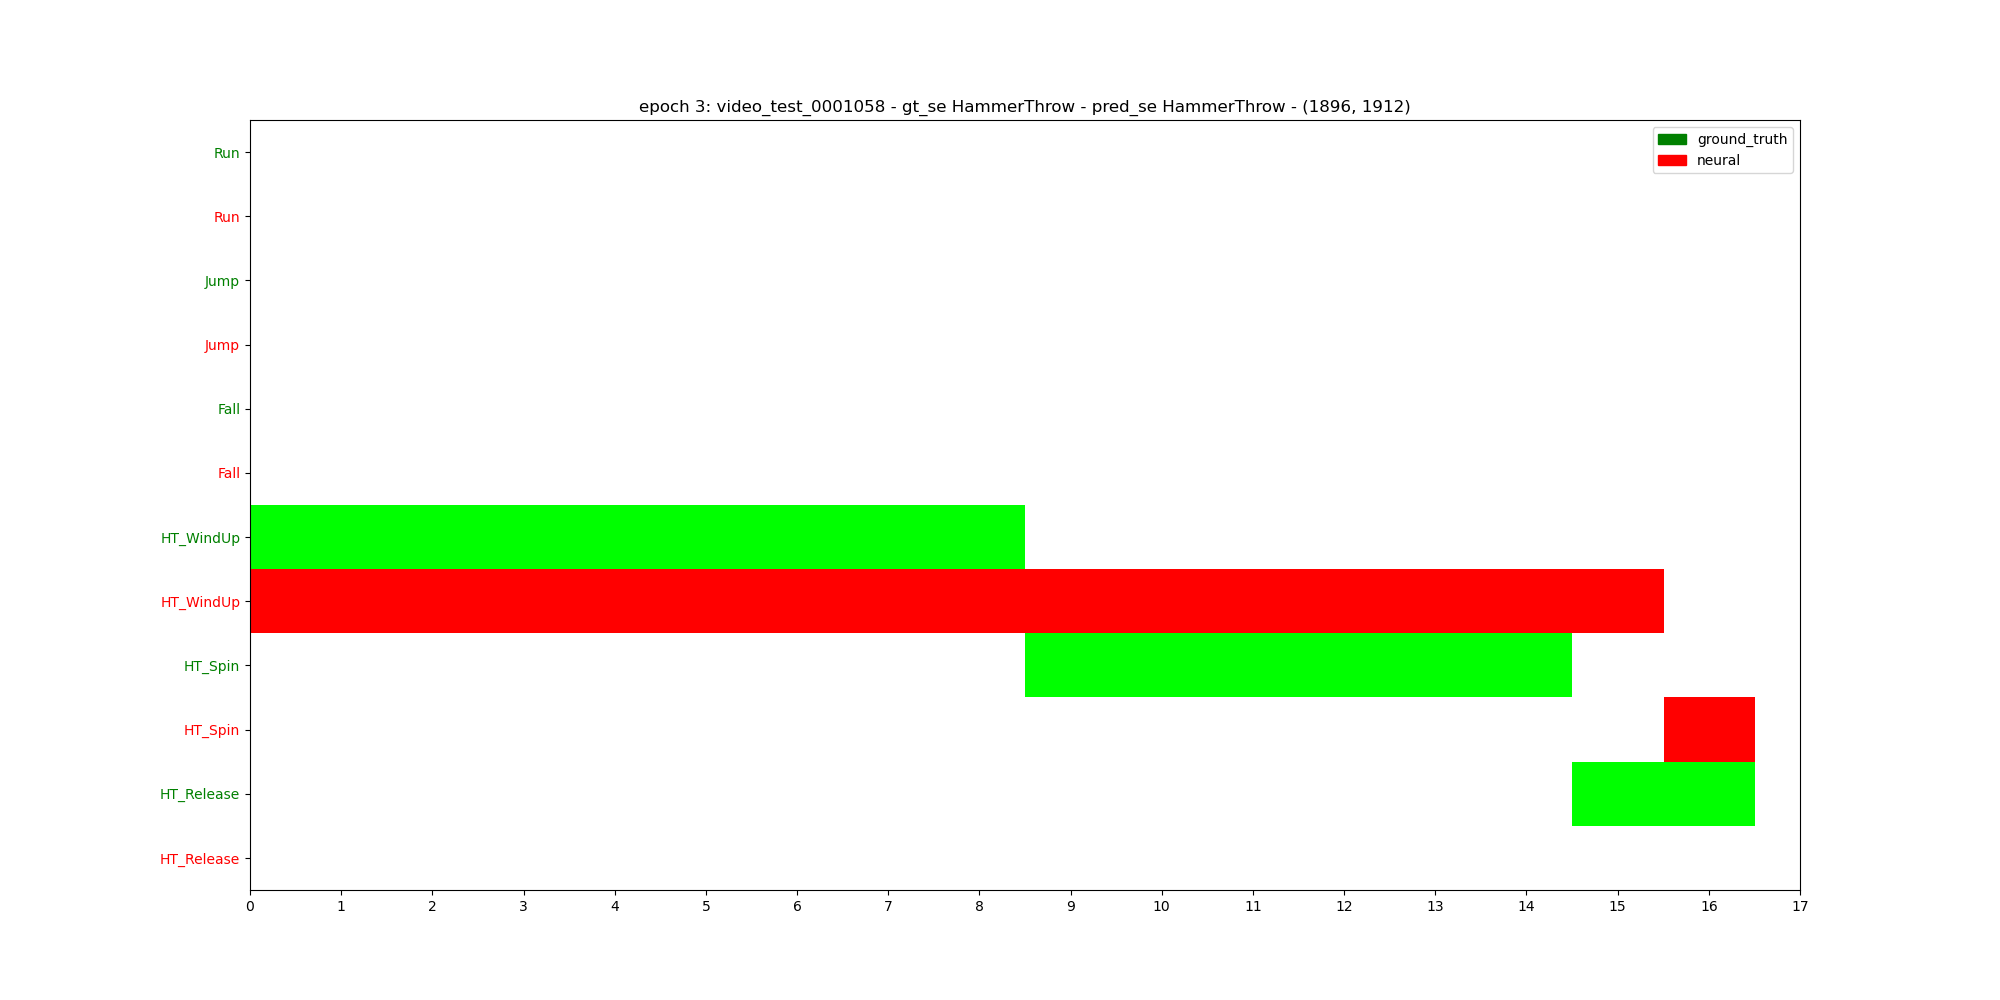 epoch 3: video_test_0001058 - gt_se HammerThrow - pred_se HammerThrow - (1896, 1912)
ground_truth
neural
Run
Run
Jump
Jump
Fall
Fall
HT_WindUp
HT_WindUp
HT_Spin
HT_Spin
HT_Release
HT_Release
0 1 2 3 4 5 6 7 8 9 10 11 12 13 14 15 16 17